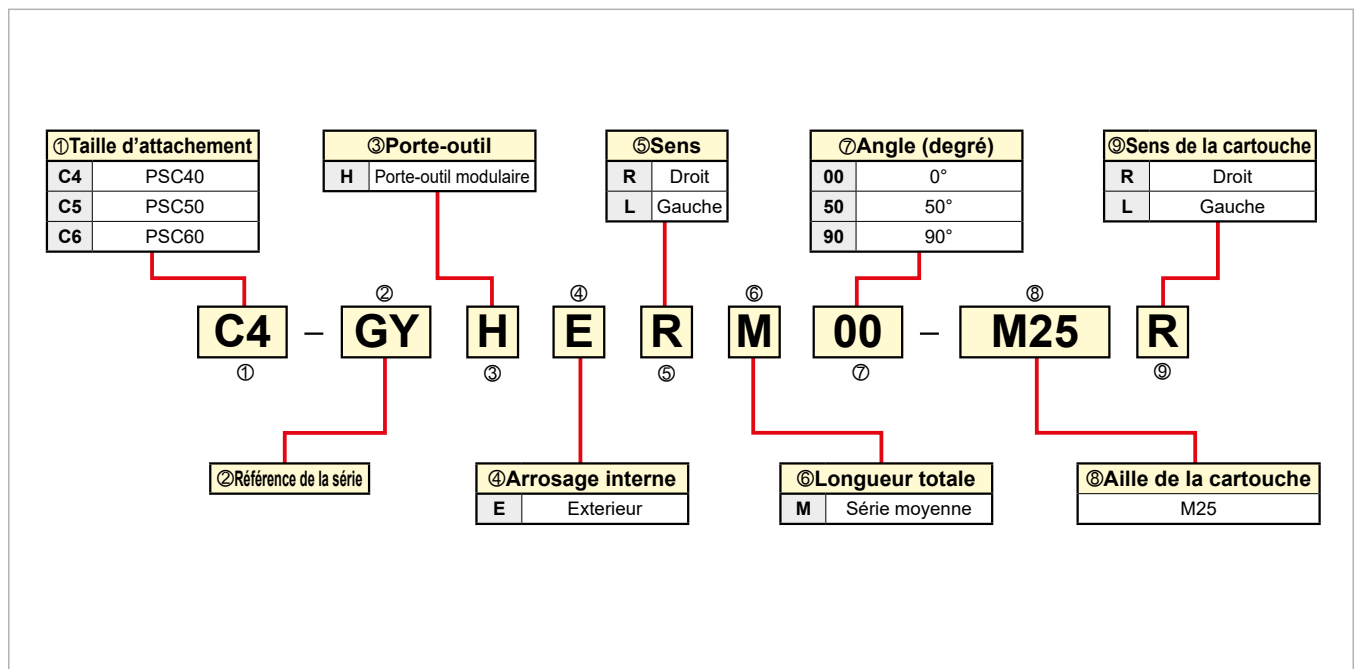 ①Taille d'attachement
C4 PSC40
C5 PSC50
C6 PSC60
③Porte-outil
H Porte-outil modulaire
⑤Sens
R Droit
L Gauche
⑦Angle (degré)
00 0°
50 50°
90 90°
⑨Sens de la cartouche
R Droit
L Gauche
② ④ ⑥ ⑧
C4 – GY H E R M 00 – M25 R
① ③ ⑤ ⑦ ⑨
②Référence de la série
④Arrosage interne
E Exterieur
⑥Longueur totale
M Série moyenne
⑧Aille de la cartouche
M25